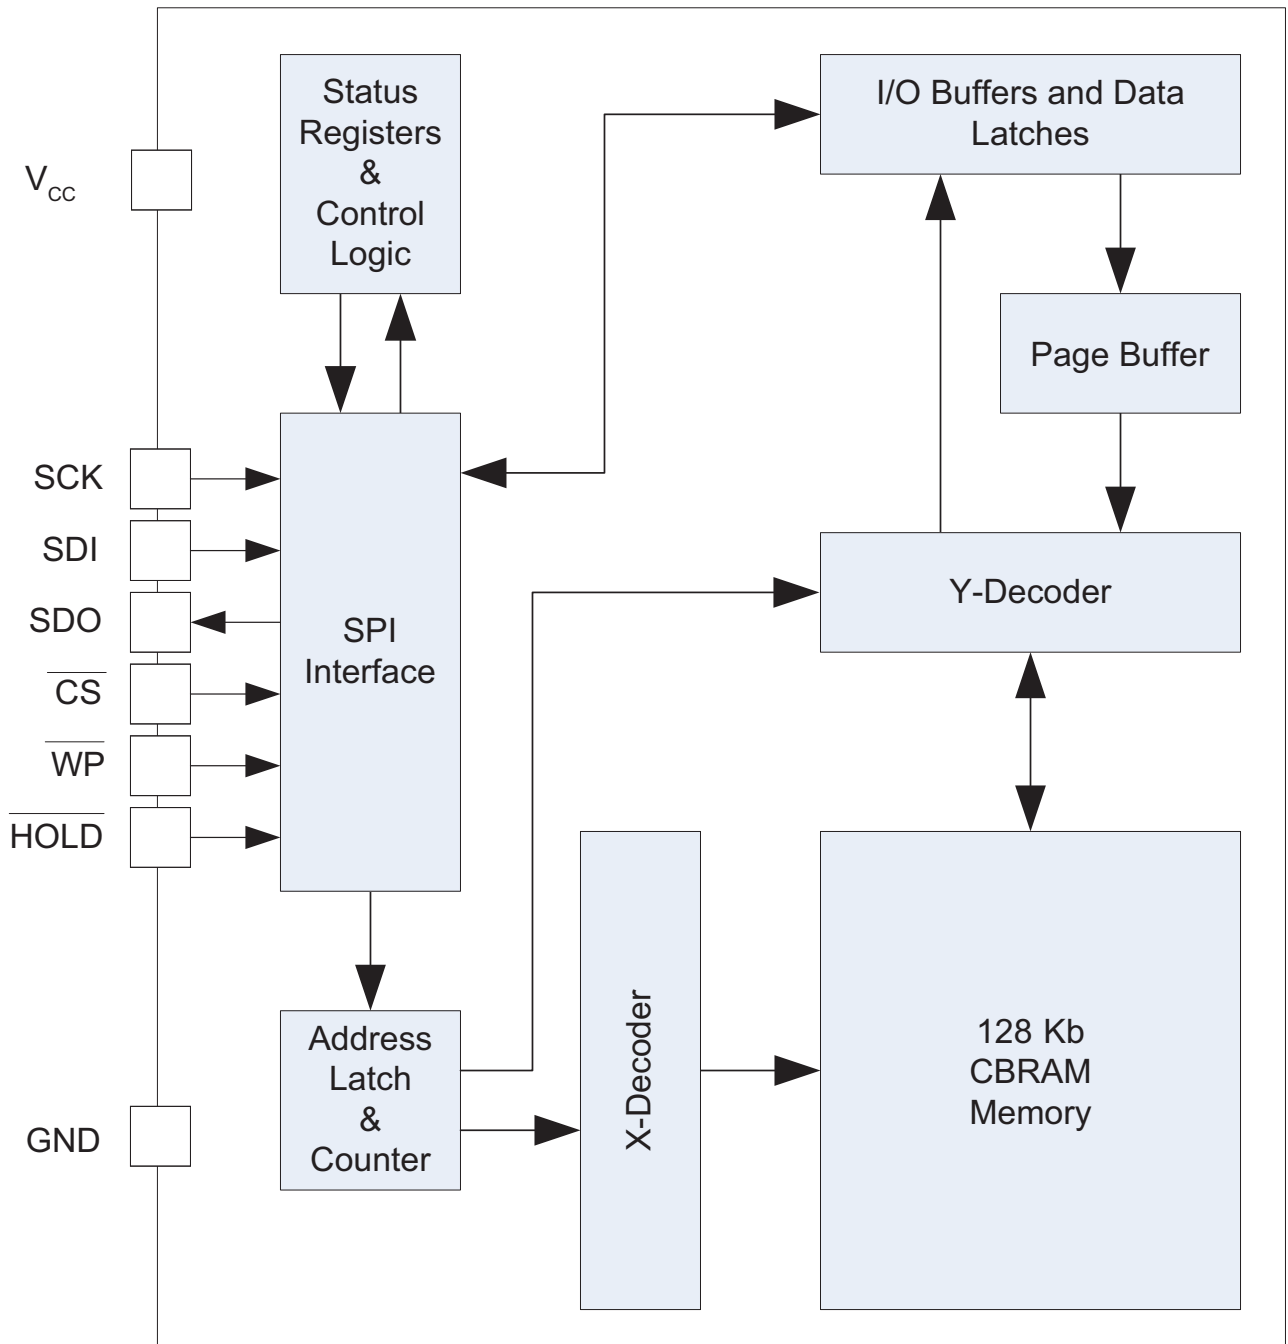 Status
Registers
&
Control
Logic
I/O Buffers and Data
Latches
V_CC
Page Buffer
SCK
SDI
SDO
CS
WP
HOLD
SPI
Interface
Y-Decoder
Address
Latch
&
Counter
X-Decoder
128 Kb
CBRAM
Memory
GND